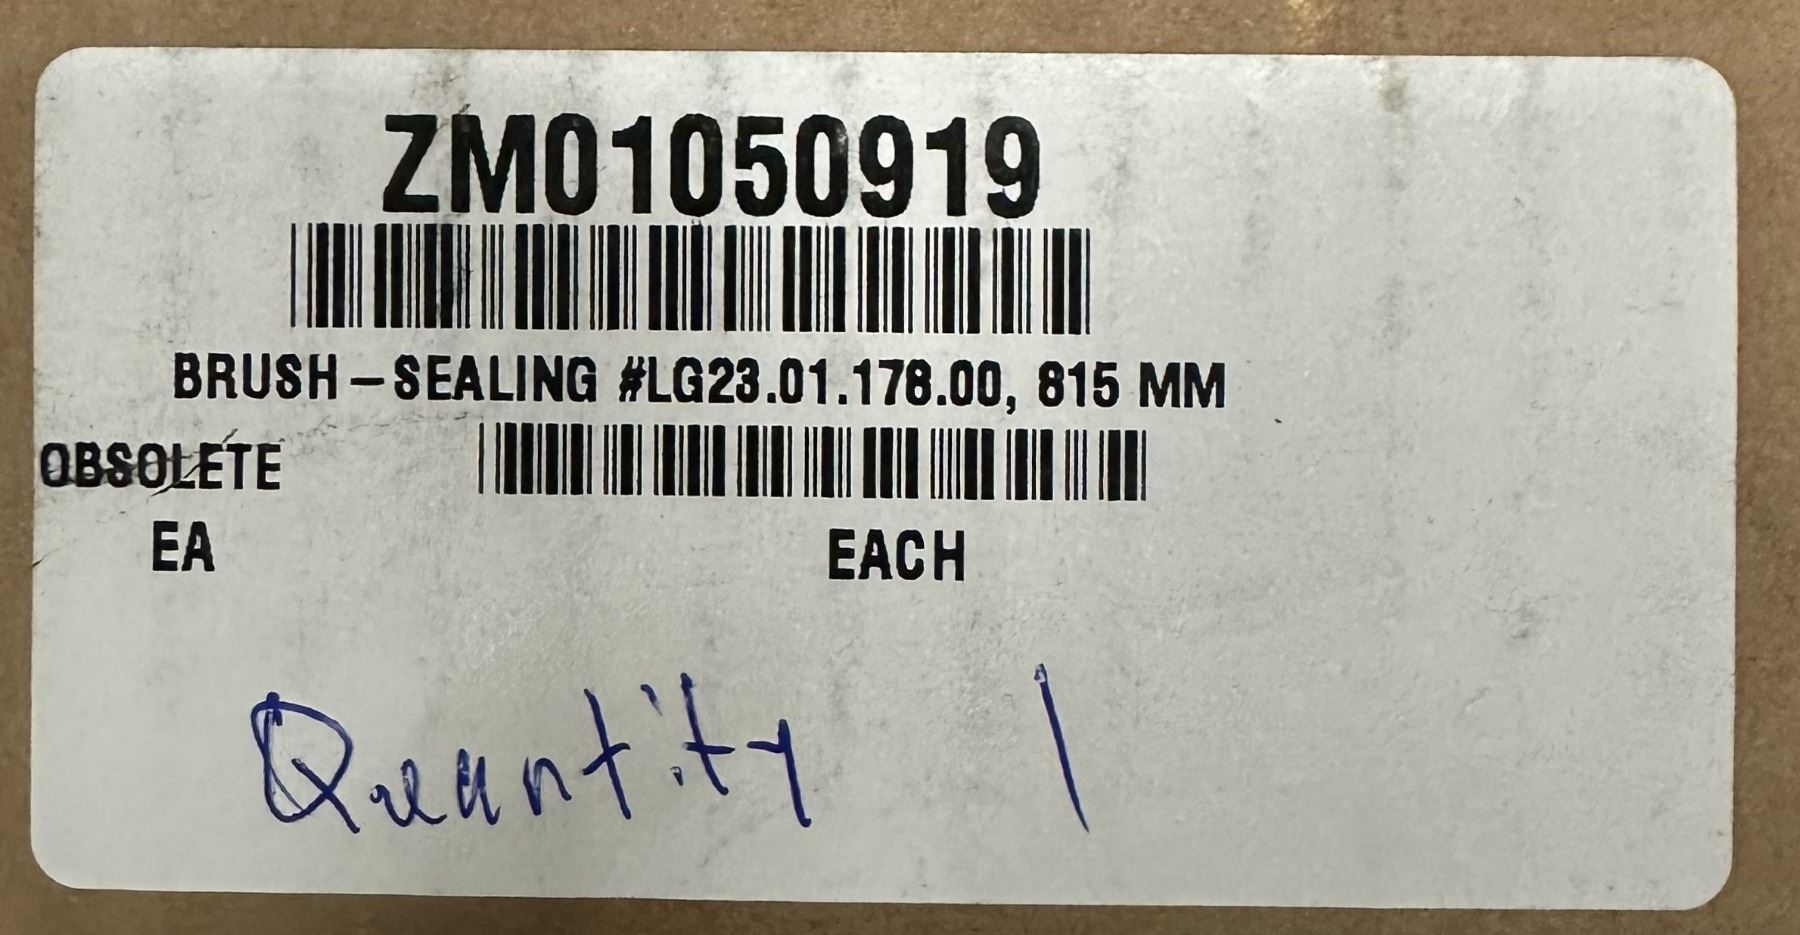 ZM01050919
BRUSH-SEALING #LG23.01.178.00, 815 MM
OBSOLETE
EA EACH
Quantity 1